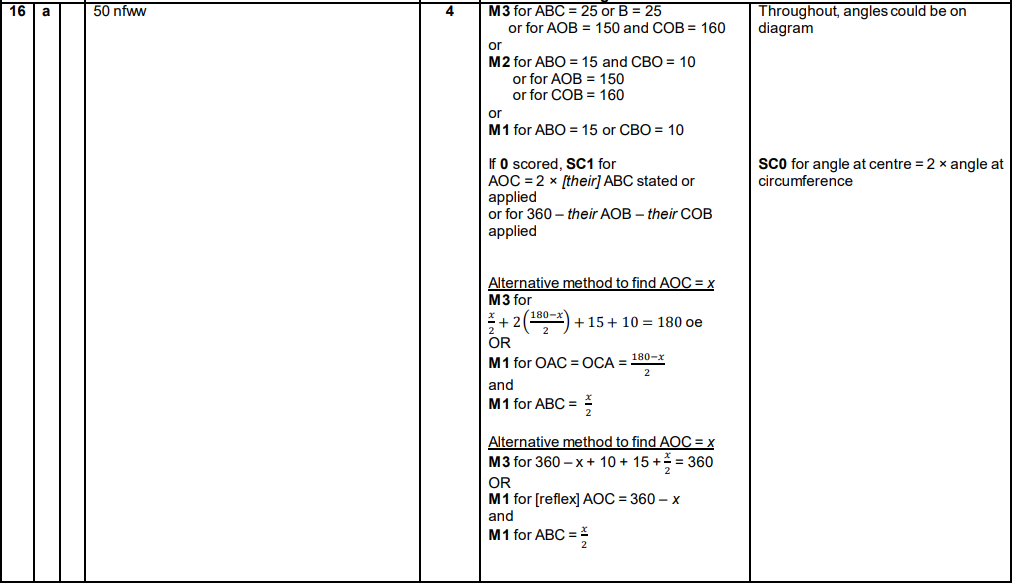 16 a 50 nfww 4 M3 for ABC = 25 or B = 25 Throughout, angles could be on
or for AOB = 150 and COB = 160 diagram
or
M2 for ABO = 15 and CBO = 10
or for AOB = 150
or for COB = 160
or
M1 for ABO = 15 or CBO = 10
If 0 scored, SC1 for SC0 for angle at centre = 2 × angle at
AOC = 2 × [their] ABC stated or circumference
applied
or for 360 – their AOB – their COB
applied
Alternative method to find AOC = x
M3 for
x/2 + 2((180−x)/2) + 15 + 10 = 180 oe
OR
M1 for OAC = OCA = (180−x)/2
and
M1 for ABC = x/2
Alternative method to find AOC = x
M3 for 360 – x + 10 + 15 + x/2 = 360
OR
M1 for [reflex] AOC = 360 – x
and
M1 for ABC = x/2